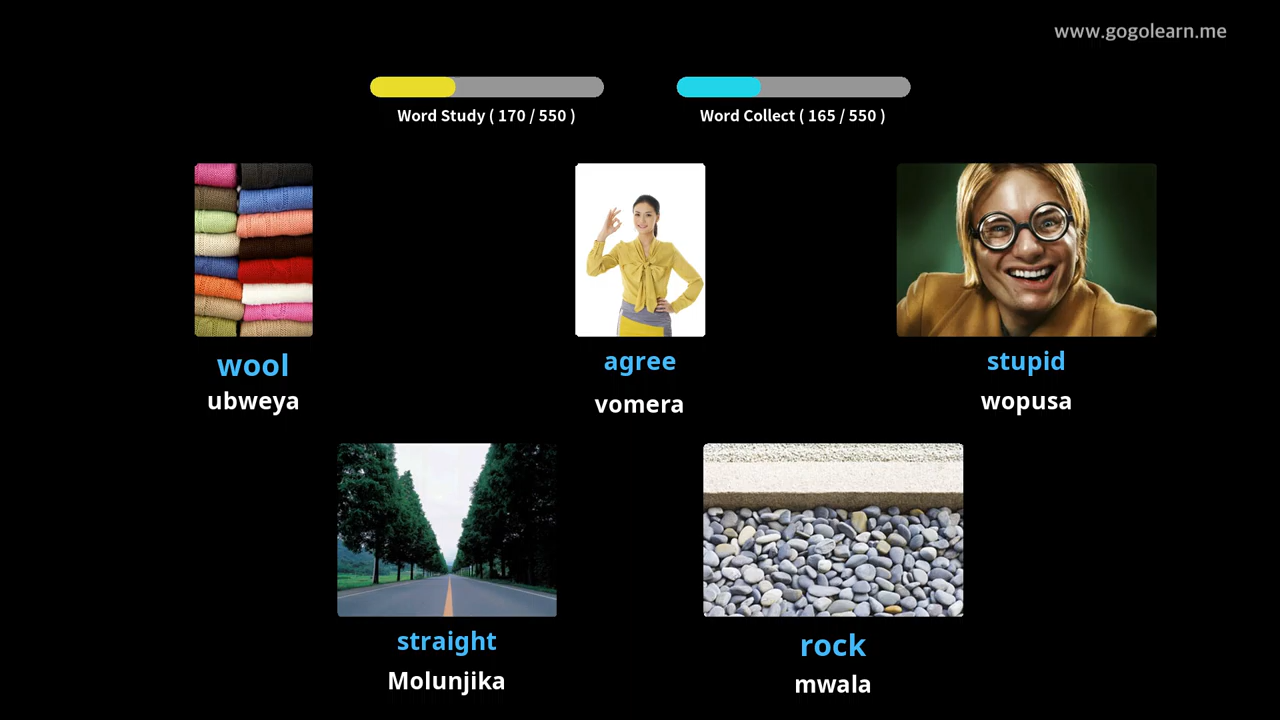 www.gogolearn.me
Word Study ( 170 / 550 )
Word Collect ( 165 / 550 )
wool
ubweya
agree
vomera
stupid
wopusa
straight
Molunjika
rock
mwala